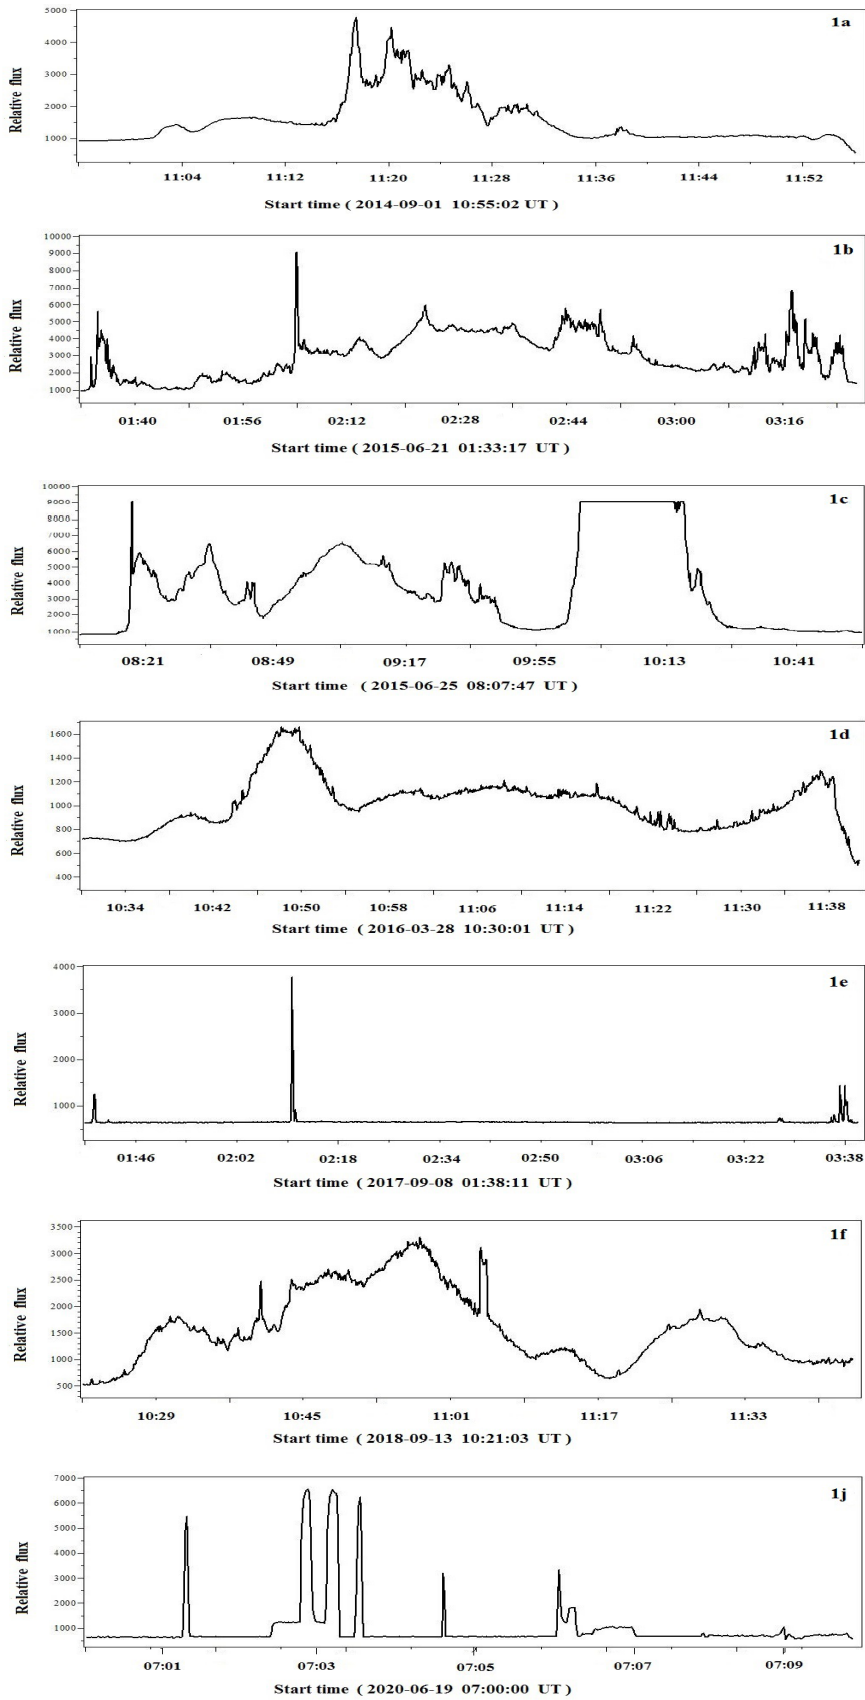 5000
1a
4000
3000
2000
1000
Relative flux
11:04 11:12 11:20 11:28 11:36 11:44 11:52
Start time ( 2014-09-01 10:55:02 UT )
10000
1b
9000
8000
7000
6000
5000
4000
3000
2000
1000
Relative flux
01:40 01:56 02:12 02:28 02:44 03:00 03:16
Start time ( 2015-06-21 01:33:17 UT )
10000
1c
9000
8000
7000
6000
5000
4000
3000
2000
1000
Relative flux
08:21 08:49 09:17 09:55 10:13 10:41
Start time ( 2015-06-25 08:07:47 UT )
1d
1600
1400
1200
1000
800
600
400
Relative flux
10:34 10:42 10:50 10:58 11:06 11:14 11:22 11:30 11:38
Start time ( 2016-03-28 10:30:01 UT )
4000
1e
3000
2000
1000
Relative flux
01:46 02:02 02:18 02:34 02:50 03:06 03:22 03:38
Start time ( 2017-09-08 01:38:11 UT )
3500
1f
3000
2500
2000
1500
1000
500
Relative flux
10:29 10:45 11:01 11:17 11:33
Start time ( 2018-09-13 10:21:03 UT )
7000
1j
6000
5000
4000
3000
2000
1000
Relative flux
07:01 07:03 07:05 07:07 07:09
Start time ( 2020-06-19 07:00:00 UT )